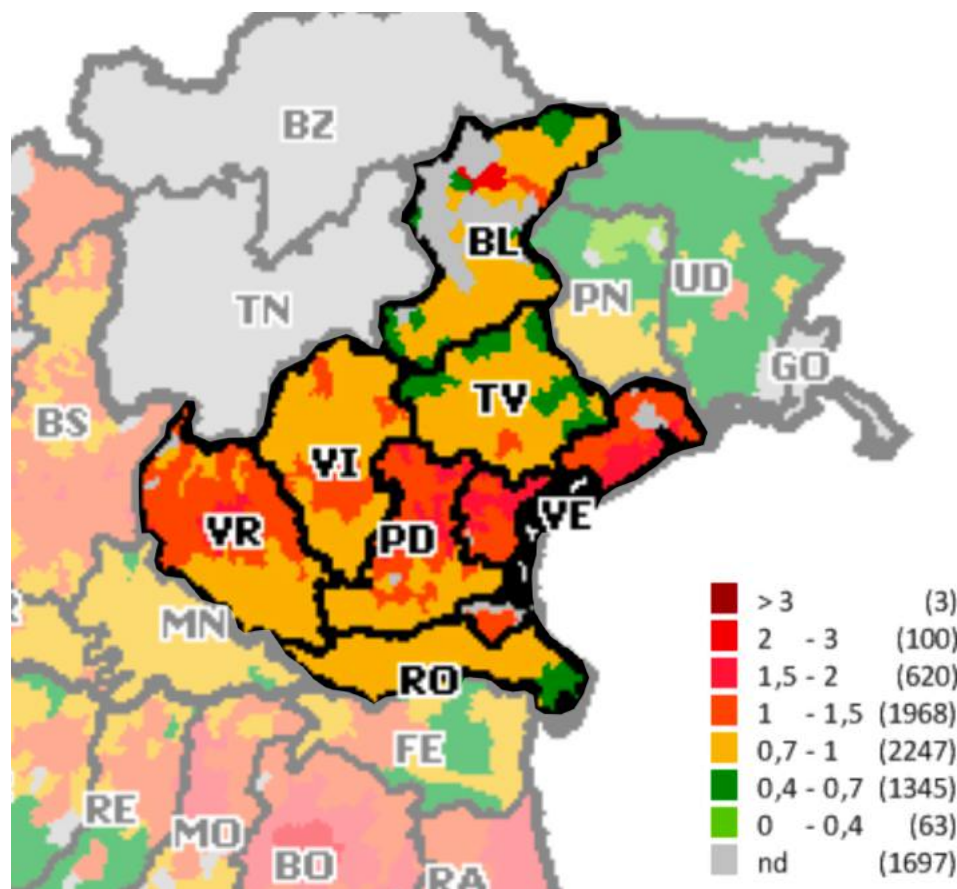 BZ
BL
TN
PN
UD
GO
BS
TV
VI
VR
PD
VE
MN
RO
FE
RE
MO
BO
RA
> 3 (3)
2 - 3 (100)
1,5 - 2 (620)
1 - 1,5 (1968)
0,7 - 1 (2247)
0,4 - 0,7 (1345)
0 - 0,4 (63)
nd (1697)